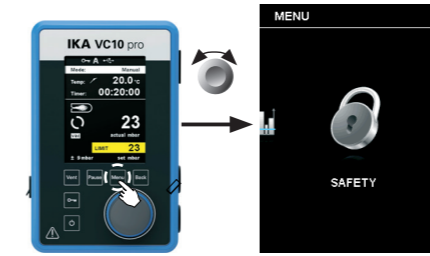 IKA VC10 pro
A
Mode: Manual
Temp: 20.0 °C
Timer: 00:20:00
23
actual mbar
LIMIT 23
± 0 mbar set mbar
Vent Pause Menu Back
MENU
SAFETY